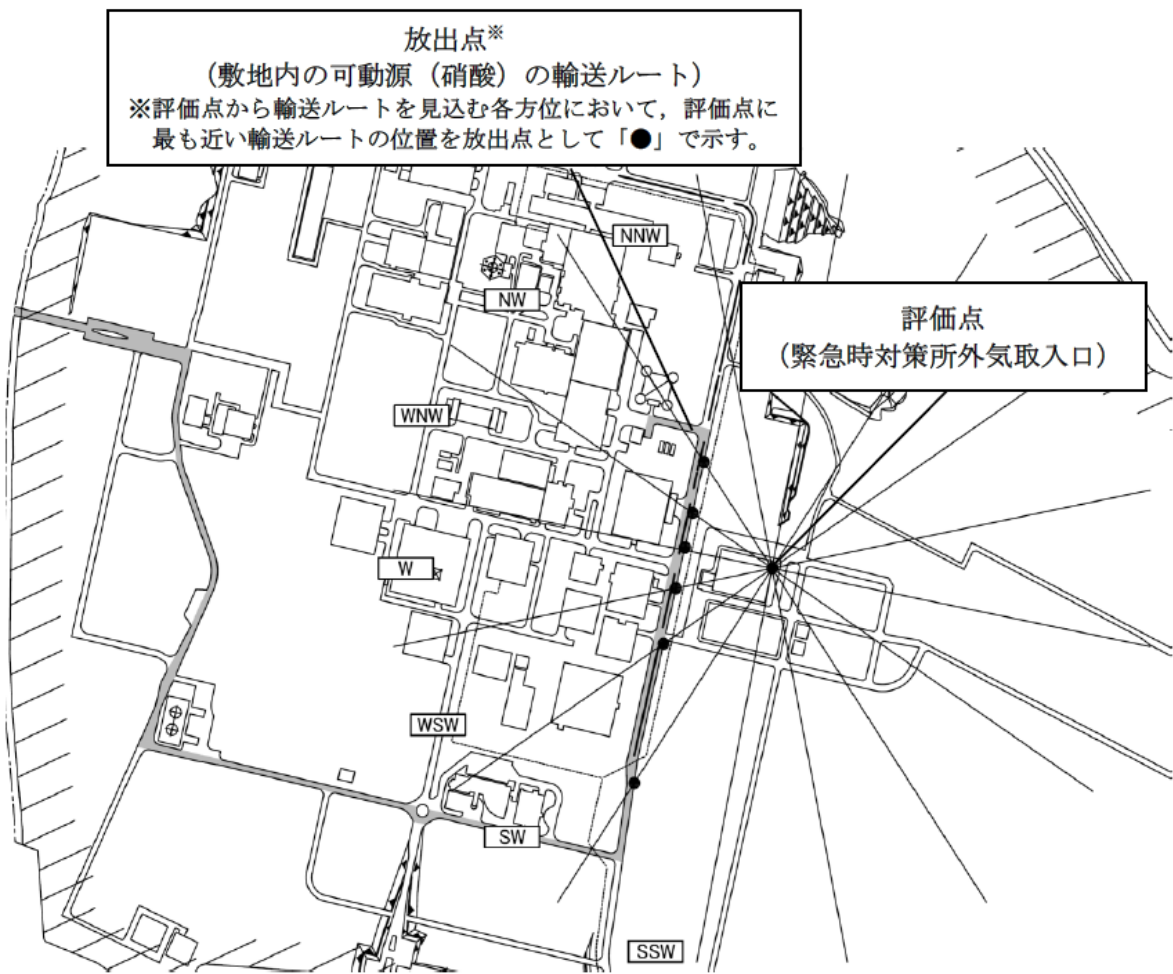 放出点※
（敷地内の可動源（硝酸）の輸送ルート）
※評価点から輸送ルートを見込む各方位において，評価点に
最も近い輸送ルートの位置を放出点として「●」で示す。
NNW
NW
評価点
（緊急時対策所外気取入口）
WNW
W
WSW
SW
SSW